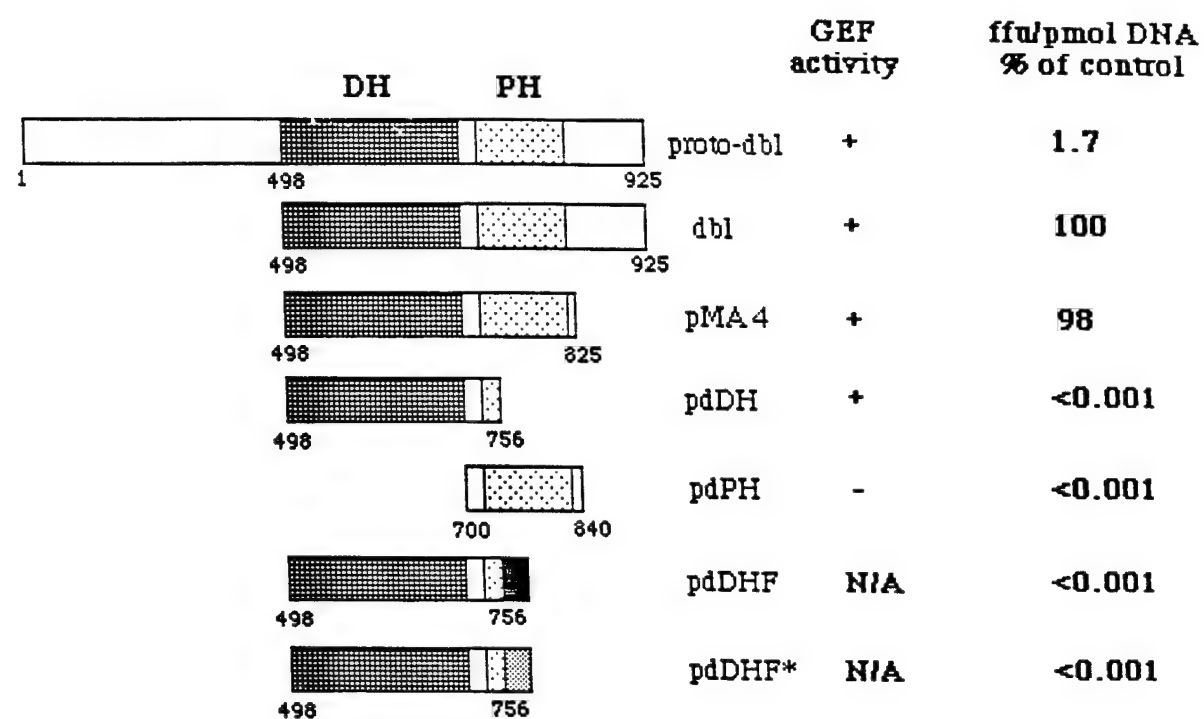 GEF activity
ffu/pmol DNA % of control
DH PH
proto-dbl + 1.7
1 498 925
dbl + 100
498 925
pMA4 + 98
498 825
pdDH + <0.001
498 756
pdPH - <0.001
700 840
pdDHF N/A <0.001
498 756
pdDHF* N/A <0.001
498 756